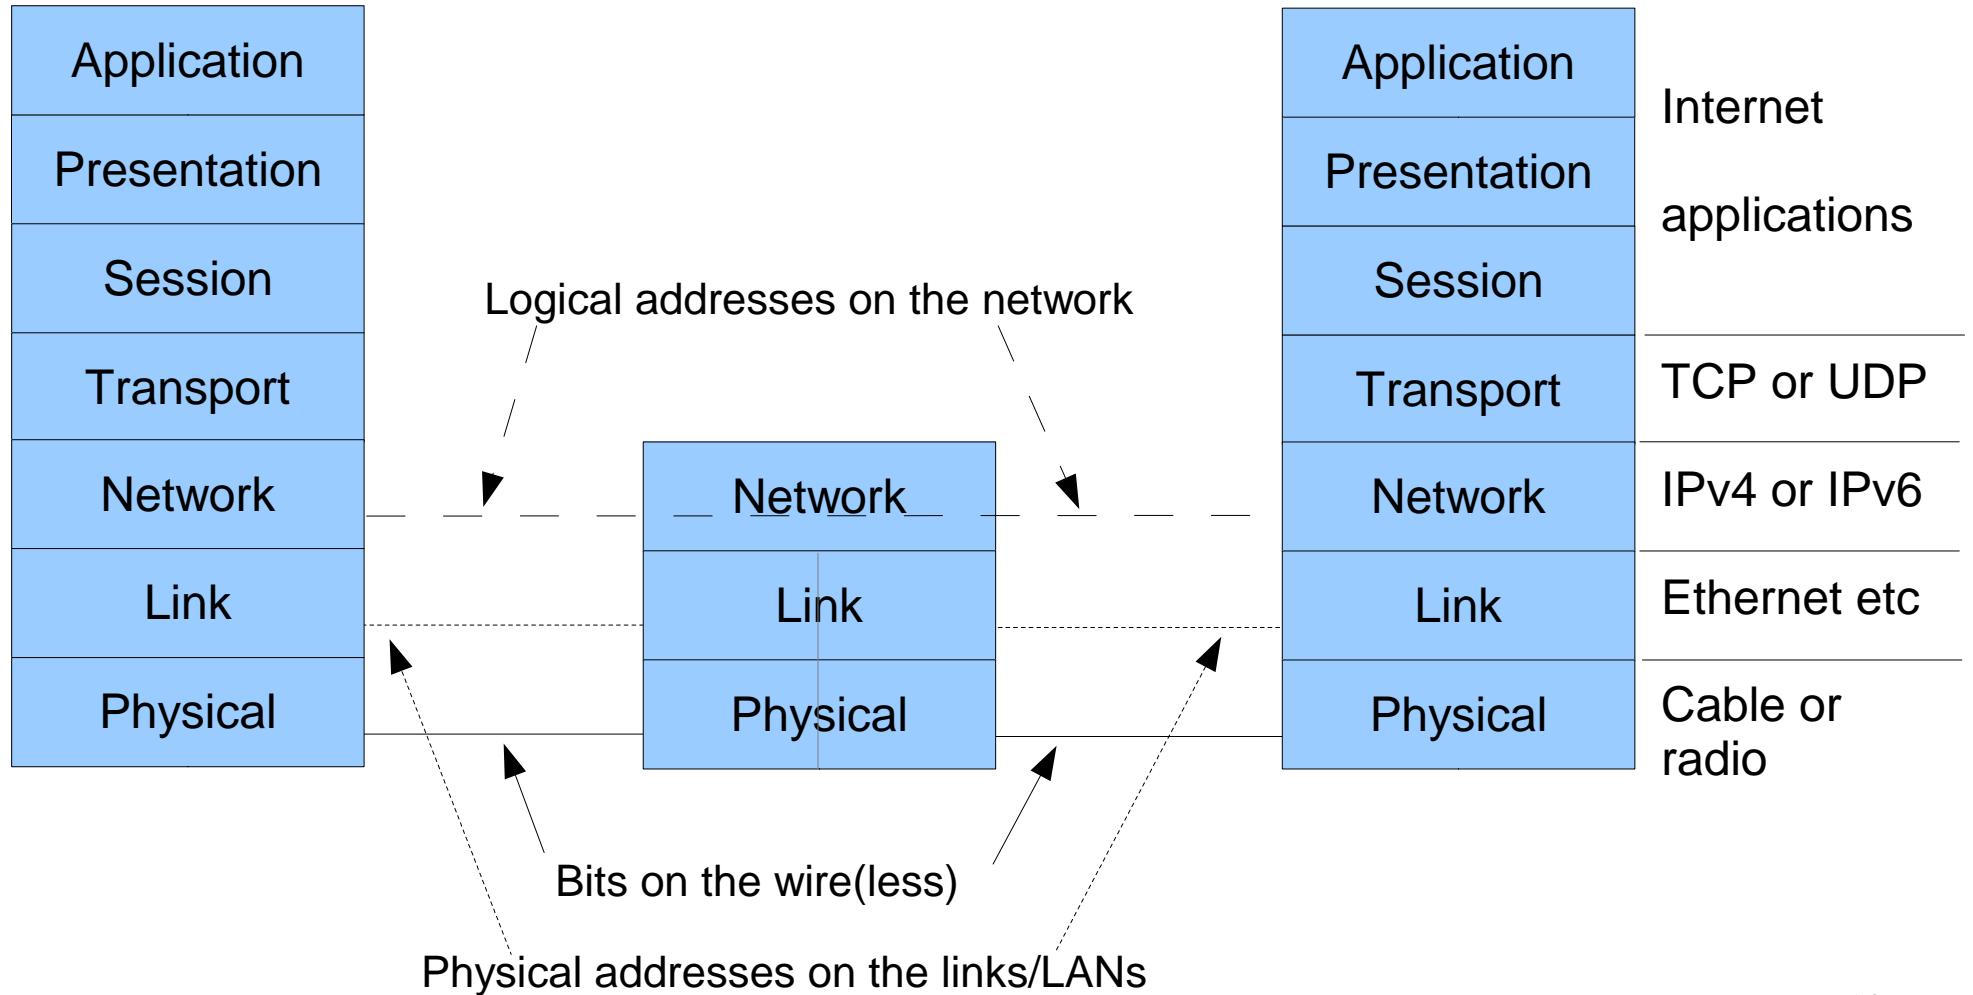 Application
Presentation
Session
Transport
Network
Link
Physical
Logical addresses on the network
Network
Link
Physical
Bits on the wire(less)
Physical addresses on the links/LANs
Application
Presentation
Session
Transport
Network
Link
Physical
Internet
applications
TCP or UDP
IPv4 or IPv6
Ethernet etc
Cable or
radio